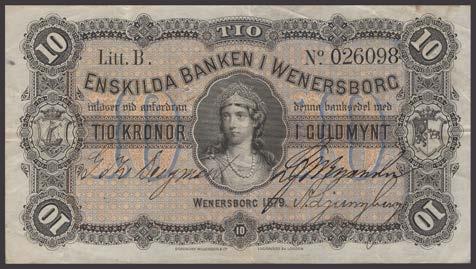 10 TIO 10
Litt. B. Nº 026098
ENSKILDA BANKEN I WENERSBORG
inlöser vid anfordran denna banksedel med
TIO KRONOR I GULDMYNT
WENERSBORG 1879.
10 10 10